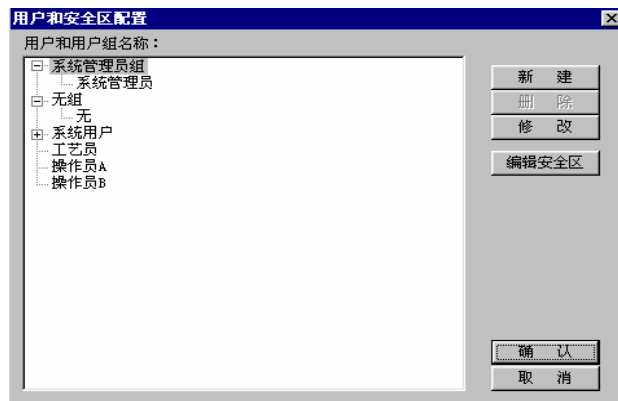 用户和安全区配置
用户和用户组名称：
系统管理员组
系统管理员
无组
无
系统用户
工艺员
操作员A
操作员B
新 建
删 除
修 改
编辑安全区
确 认
取 消